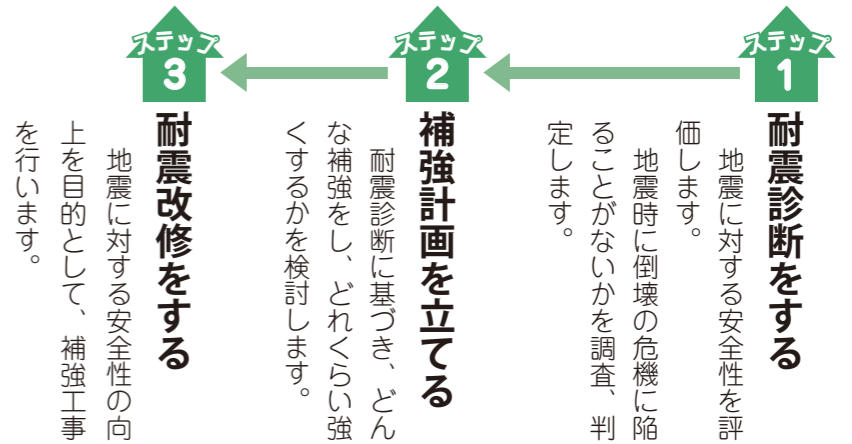 ステップ
1
耐震診断をする
地震に対する安全性を評
価します。
地震時に倒壊の危機に陥
ることがないかを調査、判
定します。
ステップ
2
補強計画を立てる
耐震診断に基づき、どん
な補強をし、どれくらい強
くするかを検討します。
ステップ
3
耐震改修をする
地震に対する安全性の向
上を目的として、補強工事
を行います。